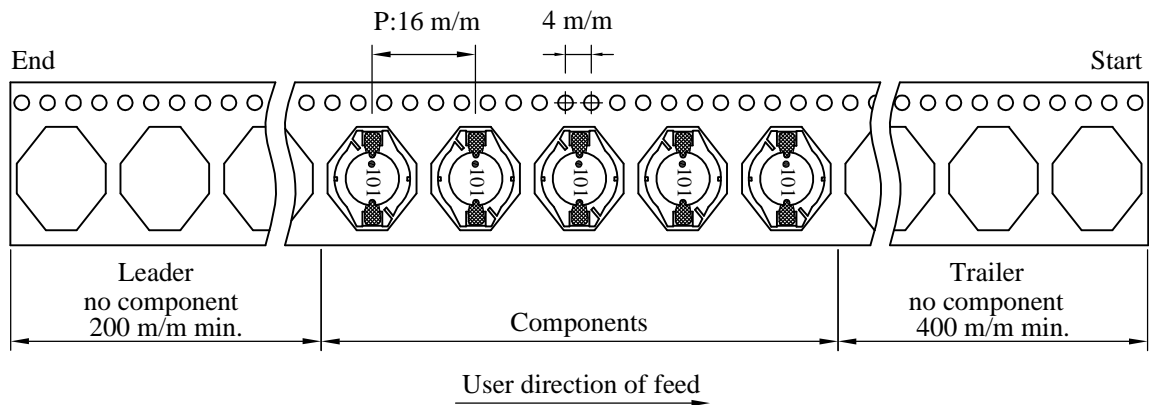 P:16 m/m
4 m/m
End
Start
101
101
101
101
101
Leader
no component
200 m/m min.
Components
Trailer
no component
400 m/m min.
User direction of feed